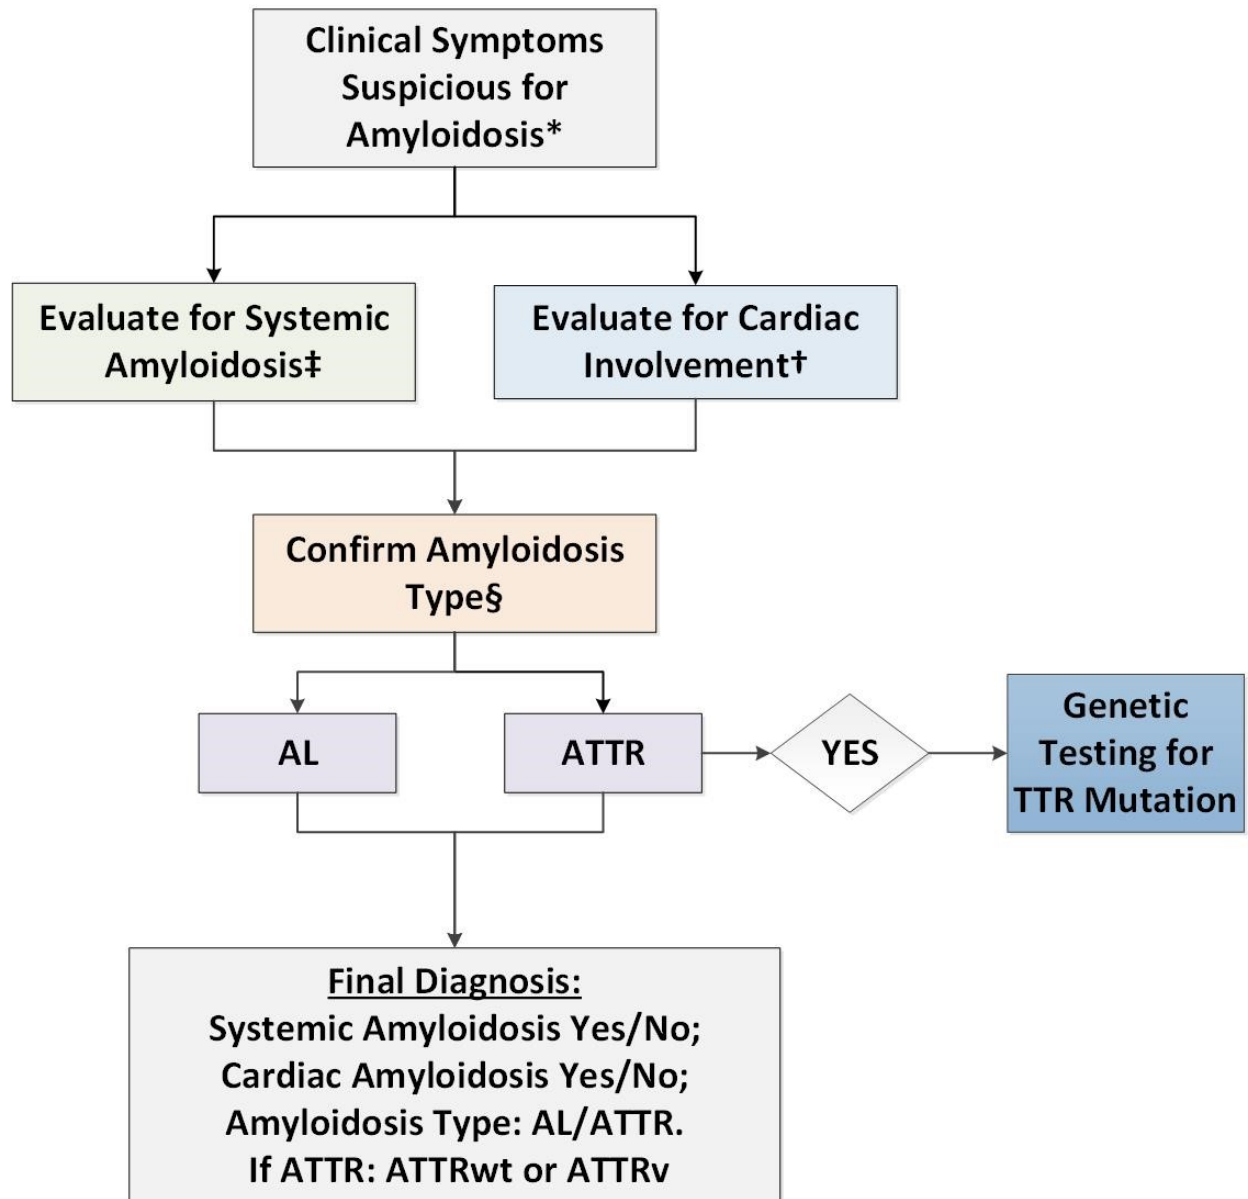 Clinical Symptoms
Suspicious for
Amyloidosis*
Evaluate for Systemic
Amyloidosis‡
Evaluate for Cardiac
Involvement†
Confirm Amyloidosis
Type§
AL
ATTR
YES
Genetic
Testing for
TTR Mutation
Final Diagnosis:
Systemic Amyloidosis Yes/No;
Cardiac Amyloidosis Yes/No;
Amyloidosis Type: AL/ATTR.
If ATTR: ATTRwt or ATTRv